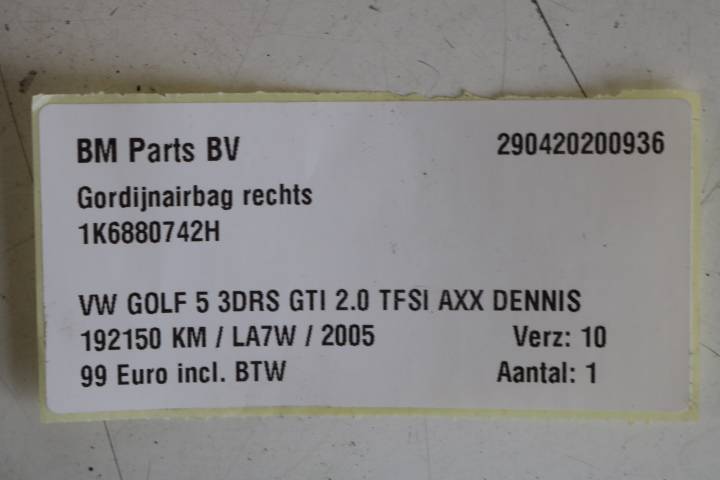 BM Parts BV 290420200936
Gordijnairbag rechts
1K6880742H
VW GOLF 5 3DRS GTI 2.0 TFSI AXX DENNIS
192150 KM / LA7W / 2005 Verz: 10
99 Euro incl. BTW Aantal: 1